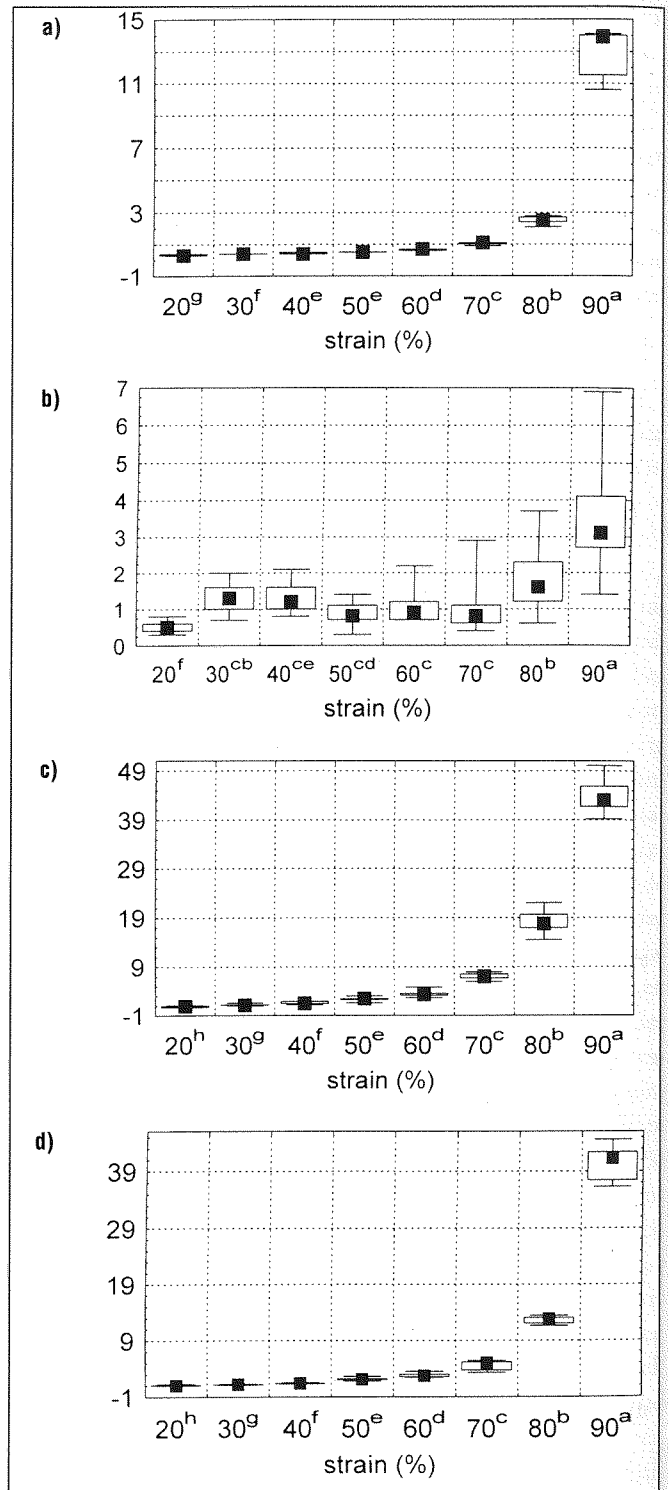 a)
15
11
7
3
-1
20g 30f 40e 50e 60d 70c 80b 90a
strain (%)
b)
7
6
5
4
3
2
1
0
20f 30cb 40ce 50cd 60c 70c 80b 90a
strain (%)
c)
49
39
29
19
9
-1
20h 30g 40f 50e 60d 70c 80b 90a
strain (%)
d)
39
29
19
9
-1
20h 30g 40f 50e 60d 70c 80b 90a
strain (%)